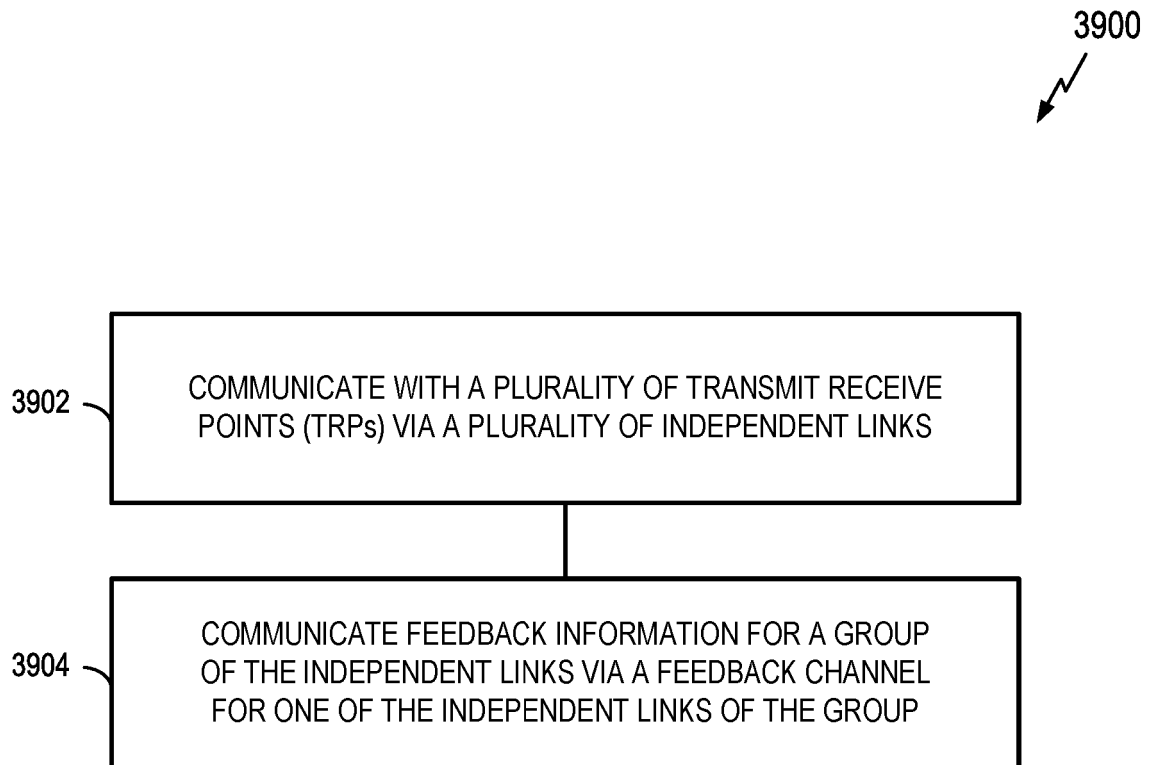 3900
3902
COMMUNICATE WITH A PLURALITY OF TRANSMIT RECEIVE
POINTS (TRPs) VIA A PLURALITY OF INDEPENDENT LINKS
3904
COMMUNICATE FEEDBACK INFORMATION FOR A GROUP
OF THE INDEPENDENT LINKS VIA A FEEDBACK CHANNEL
FOR ONE OF THE INDEPENDENT LINKS OF THE GROUP